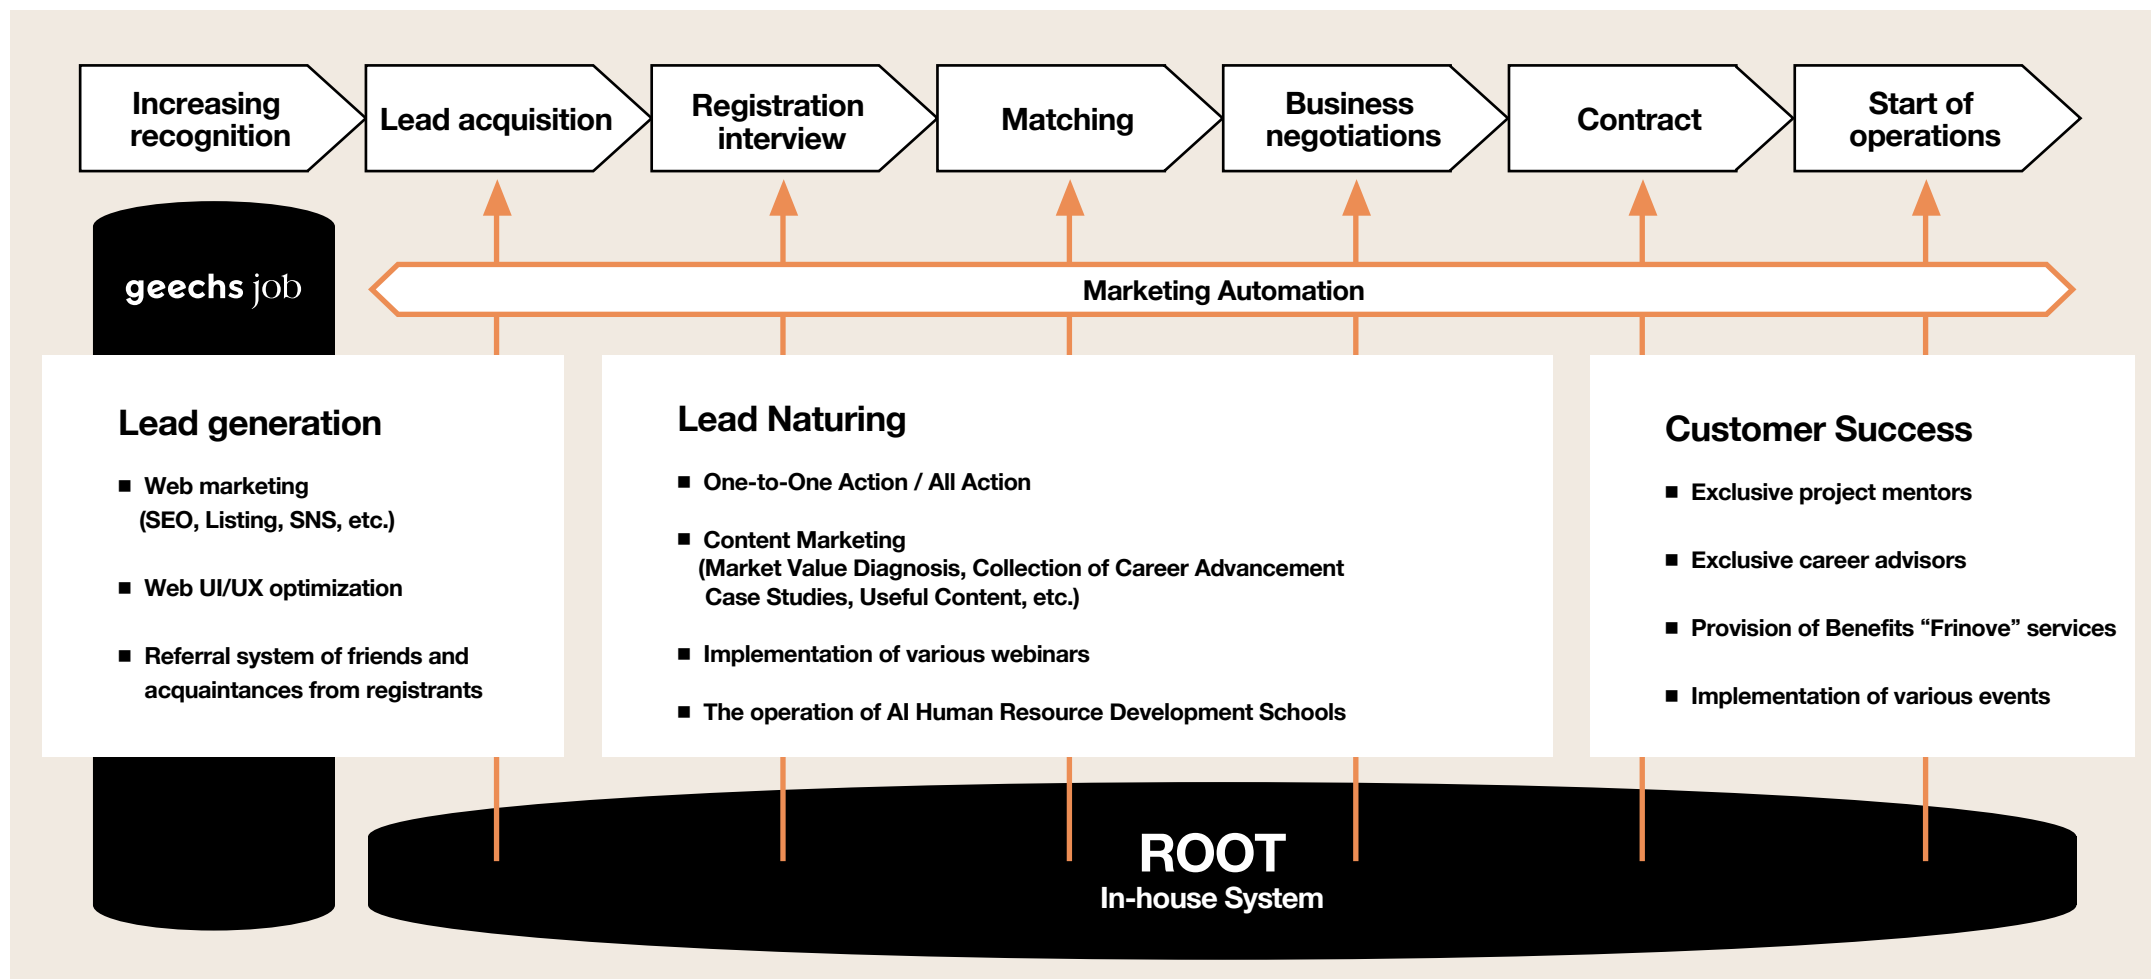 Increasing
recognition
Lead acquisition
Registration
interview
Matching
Business
negotiations
Contract
Start of
operations
geechs job
Marketing Automation
Lead generation
■ Web marketing
(SEO, Listing, SNS, etc.)
■ Web UI/UX optimization
■ Referral system of friends and
acquaintances from registrants
Lead Naturing
■ One-to-One Action / All Action
■ Content Marketing
(Market Value Diagnosis, Collection of Career Advancement
Case Studies, Useful Content, etc.)
■ Implementation of various webinars
■ The operation of AI Human Resource Development Schools
Customer Success
■ Exclusive project mentors
■ Exclusive career advisors
■ Provision of Benefits “Frinove” services
■ Implementation of various events
ROOT
In-house System